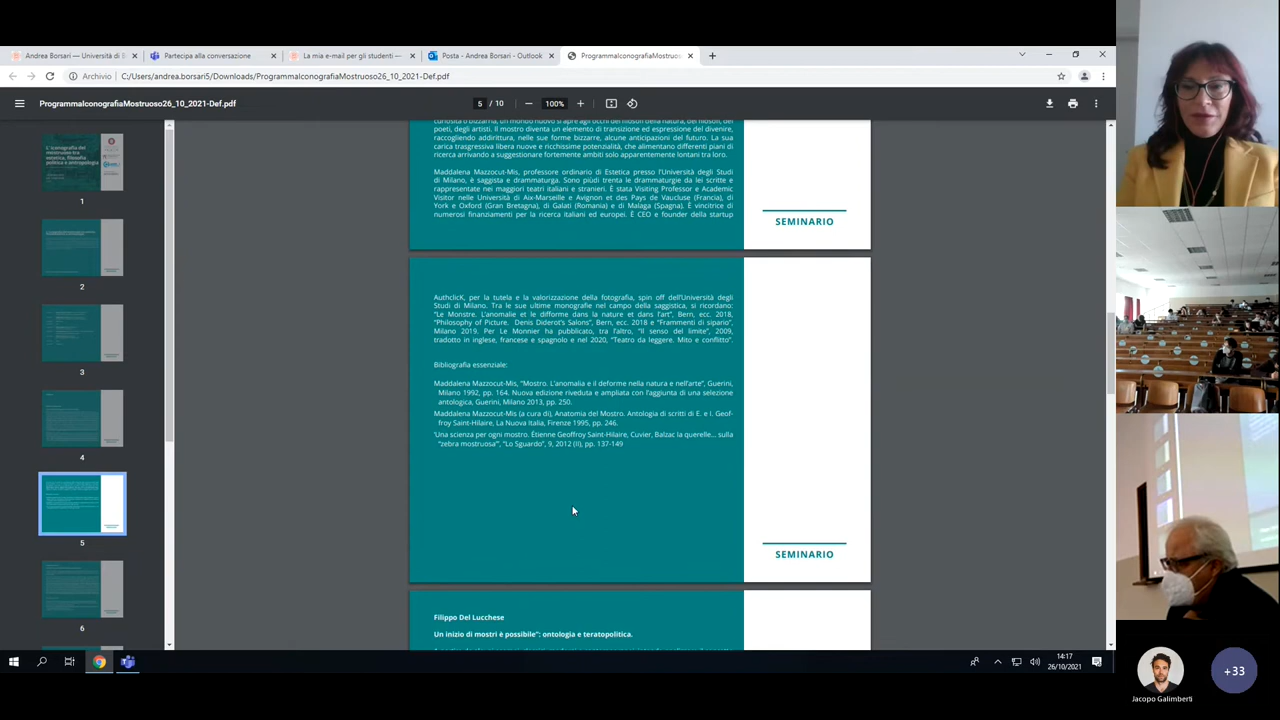 Andrea Borsari — Università di B
Partecipa alla conversazione
La mia e-mail per gli studenti —
Posta - Andrea Borsari - Outlook
ProgrammaIconografiaMostruoso
Archivio
C:/Users/andrea.borsari5/Downloads/ProgrammaIconografiaMostruoso26_10_2021-Def.pdf
ProgrammaIconografiaMostruoso26_10_2021-Def.pdf
5 / 10
100%
L'iconografia del
mostruoso tra
estetica, filosofia
politica e antropologia
1
2
3
4
5
6
curiosità o bizzarria, un mondo nuovo si apre agli occhi dei filosofi della natura, dei filosofi, dei
poeti, degli artisti. Il mostro diventa un elemento di transizione ed espressione del divenire,
raccogliendo addirittura, nelle sue forme bizzarre, alcune anticipazioni del futuro. La sua
carica trasgressiva libera nuove e ricchissime potenzialità, che alimentano differenti piani di
ricerca arrivando a suggestionare fortemente ambiti solo apparentemente lontani tra loro.
Maddalena Mazzocut-Mis, professore ordinario di Estetica presso l'Università degli Studi
di Milano, è saggista e drammaturga. Sono piùdi trenta le drammaturgie da lei scritte e
rappresentate nei maggiori teatri italiani e stranieri. È stata Visiting Professor e Academic
Visitor nelle Università di Aix-Marseille e Avignon et des Pays de Vaucluse (Francia), di
York e Oxford (Gran Bretagna), di Galati (Romania) e di Malaga (Spagna). È vincitrice di
numerosi finanziamenti per la ricerca italiani ed europei. È CEO e founder della startup
SEMINARIO
AuthclicK, per la tutela e la valorizzazione della fotografia, spin off dell'Università degli
Studi di Milano. Tra le sue ultime monografie nel campo della saggistica, si ricordano:
"Le Monstre. L'anomalie et le difforme dans la nature et dans l'art", Bern, ecc. 2018,
"Philosophy of Picture. Denis Diderot's Salons", Bern, ecc. 2018 e "Frammenti di sipario",
Milano 2019. Per Le Monnier ha pubblicato, tra l'altro, "Il senso del limite", 2009,
tradotto in inglese, francese e spagnolo e nel 2020, "Teatro da leggere. Mito e conflitto".
Bibliografia essenziale:
Maddalena Mazzocut-Mis, "Mostro. L'anomalia e il deforme nella natura e nell'arte", Guerini,
Milano 1992, pp. 164. Nuova edizione riveduta e ampliata con l'aggiunta di una selezione
antologica, Guerini, Milano 2013, pp. 250.
Maddalena Mazzocut-Mis (a cura di), Anatomia del Mostro. Antologia di scritti di E. e I. Geof-
froy Saint-Hilaire, La Nuova Italia, Firenze 1995, pp. 246.
'Una scienza per ogni mostro. Étienne Geoffroy Saint-Hilaire, Cuvier, Balzac la querelle... sulla
"zebra mostruosa"', "Lo Sguardo", 9, 2012 (II), pp. 137-149
SEMINARIO
Filippo Del Lucchese
Un inizio di mostri è possibile": ontologia e teratopolitica.
14:17
26/10/2021
Jacopo Galimberti
+33